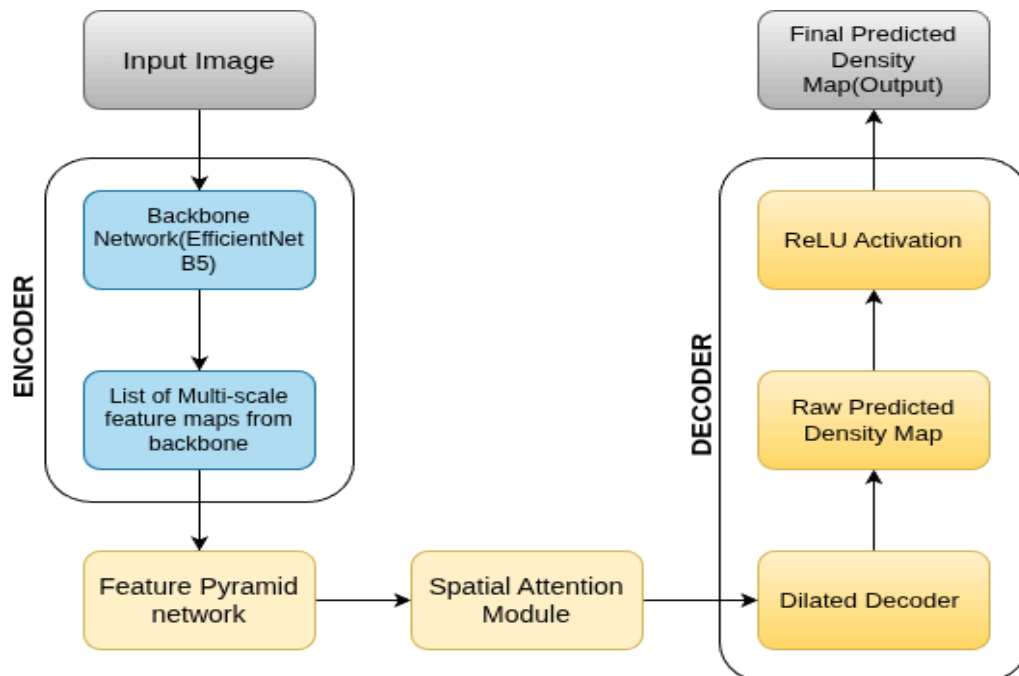 Input Image
ENCODER
Backbone
Network(EfficientNet
B5)
List of Multi-scale
feature maps from
backbone
Feature Pyramid
network
Spatial Attention
Module
DECODER
Dilated Decoder
Raw Predicted
Density Map
ReLU Activation
Final Predicted
Density
Map(Output)